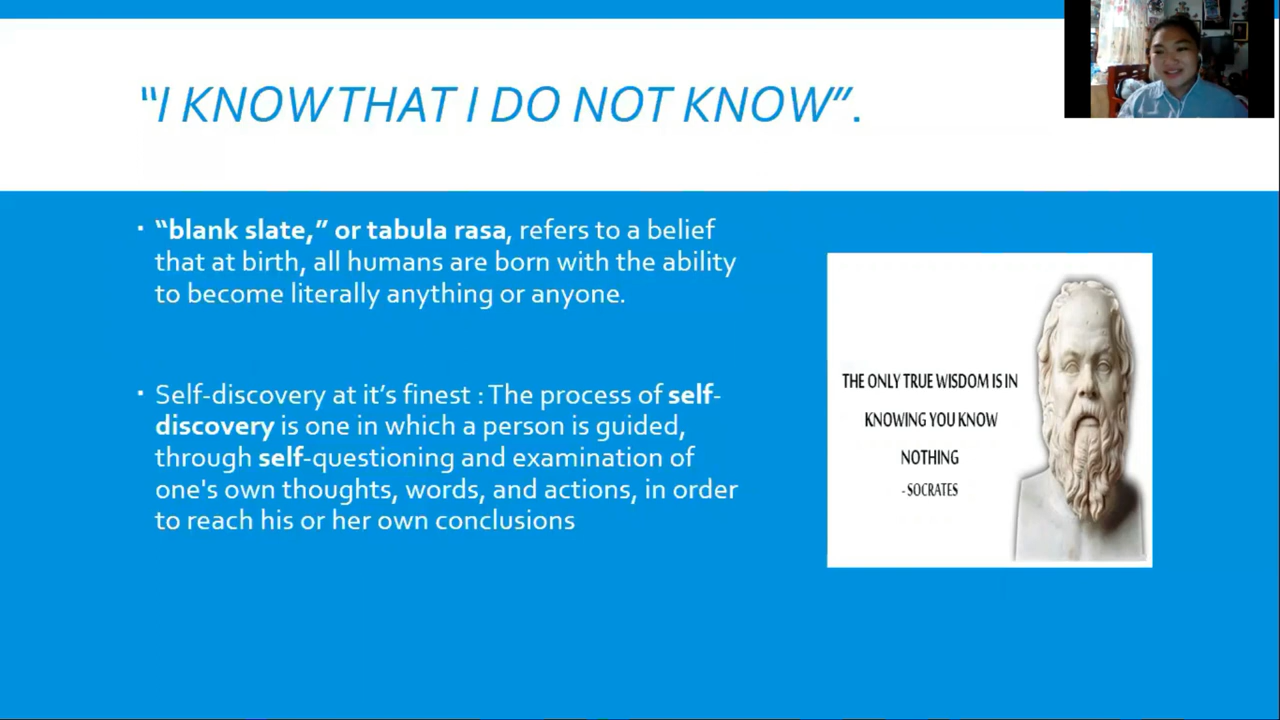 “I KNOW THAT I DO NOT KNOW”.
“blank slate,” or tabula rasa, refers to a belief
that at birth, all humans are born with the ability
to become literally anything or anyone.
Self-discovery at it’s finest : The process of self-
discovery is one in which a person is guided,
through self-questioning and examination of
one's own thoughts, words, and actions, in order
to reach his or her own conclusions
THE ONLY TRUE WISDOM IS IN
KNOWING YOU KNOW
NOTHING
- SOCRATES